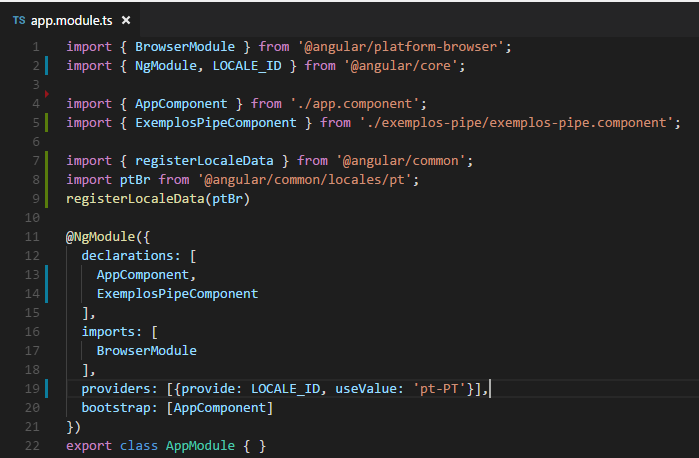 TS app.module.ts ×
1 import { BrowserModule } from '@angular/platform-browser';
2 import { NgModule, LOCALE_ID } from '@angular/core';
3
4 import { AppComponent } from './app.component';
5 import { ExemplosPipeComponent } from './exemplos-pipe/exemplos-pipe.component';
6
7 import { registerLocaleData } from '@angular/common';
8 import ptBr from '@angular/common/locales/pt';
9 registerLocaleData(ptBr)
10
11 @NgModule({
12   declarations: [
13     AppComponent,
14     ExemplosPipeComponent
15   ],
16   imports: [
17     BrowserModule
18   ],
19   providers: [{provide: LOCALE_ID, useValue: 'pt-PT'}],
20   bootstrap: [AppComponent]
21 })
22 export class AppModule { }